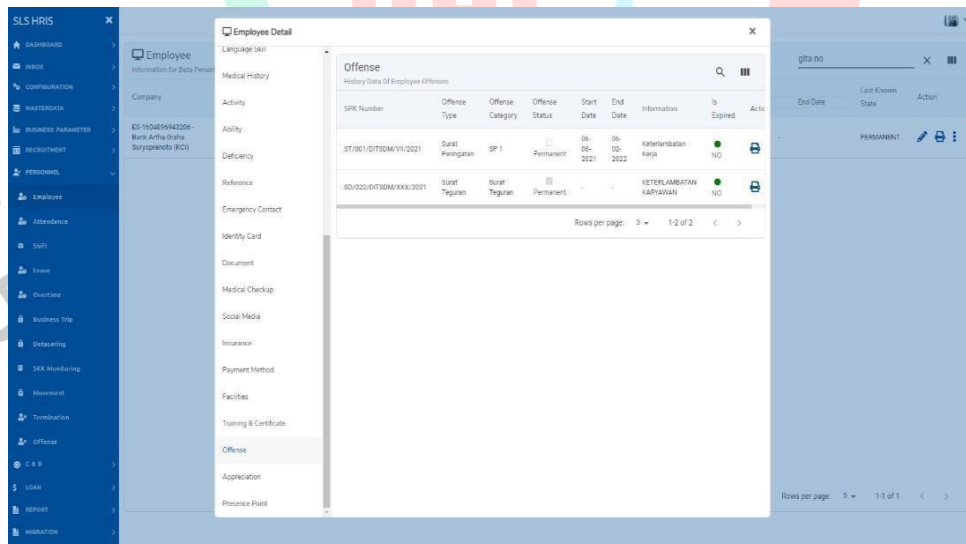 SLS HRIS
DASHBOARD
INBOX
CONFIGURATION
MASTERDATA
BUSINESS PARAMETER
RECRUITMENT
PERSONNEL
Employee
Attendance
Shift
Leave
Overtime
Business Trip
Detasering
SKK Monitoring
Movement
Termination
Offense
C & B
LOAN
REPORT
MIGRATION
Employee
Information for Data Person
Company
ES-1604896943206 -
Bank Artha Graha
Suryopranoto (KCI)
Employee Detail
Language Skill
Medical History
Activity
Ability
Deficiency
Reference
Emergency Contact
Identity Card
Document
Medical Checkup
Social Media
Insurance
Payment Method
Facilities
Training & Certificate
Offense
Appreciation
Presence Point
Offense
History Data Of Employee Offenses
SPK Number Offense Type Offense Category Offense Status Start Date End Date Information Is Expired Actio
ST/001/DITSDM/VII/2021 Surat Peringatan SP 1 Permanent 06-08-2021 06-02-2022 Keterlambatan Kerja NO
SD/022/DITSDM/XXX/2021 Surat Teguran Surat Teguran Permanent - - KETERLAMBATAN KARYAWAN NO
Rows per page: 5 1-2 of 2
gita no
End Date Last Known State Action
- PERMANENT
Rows per page: 5 1-1 of 1